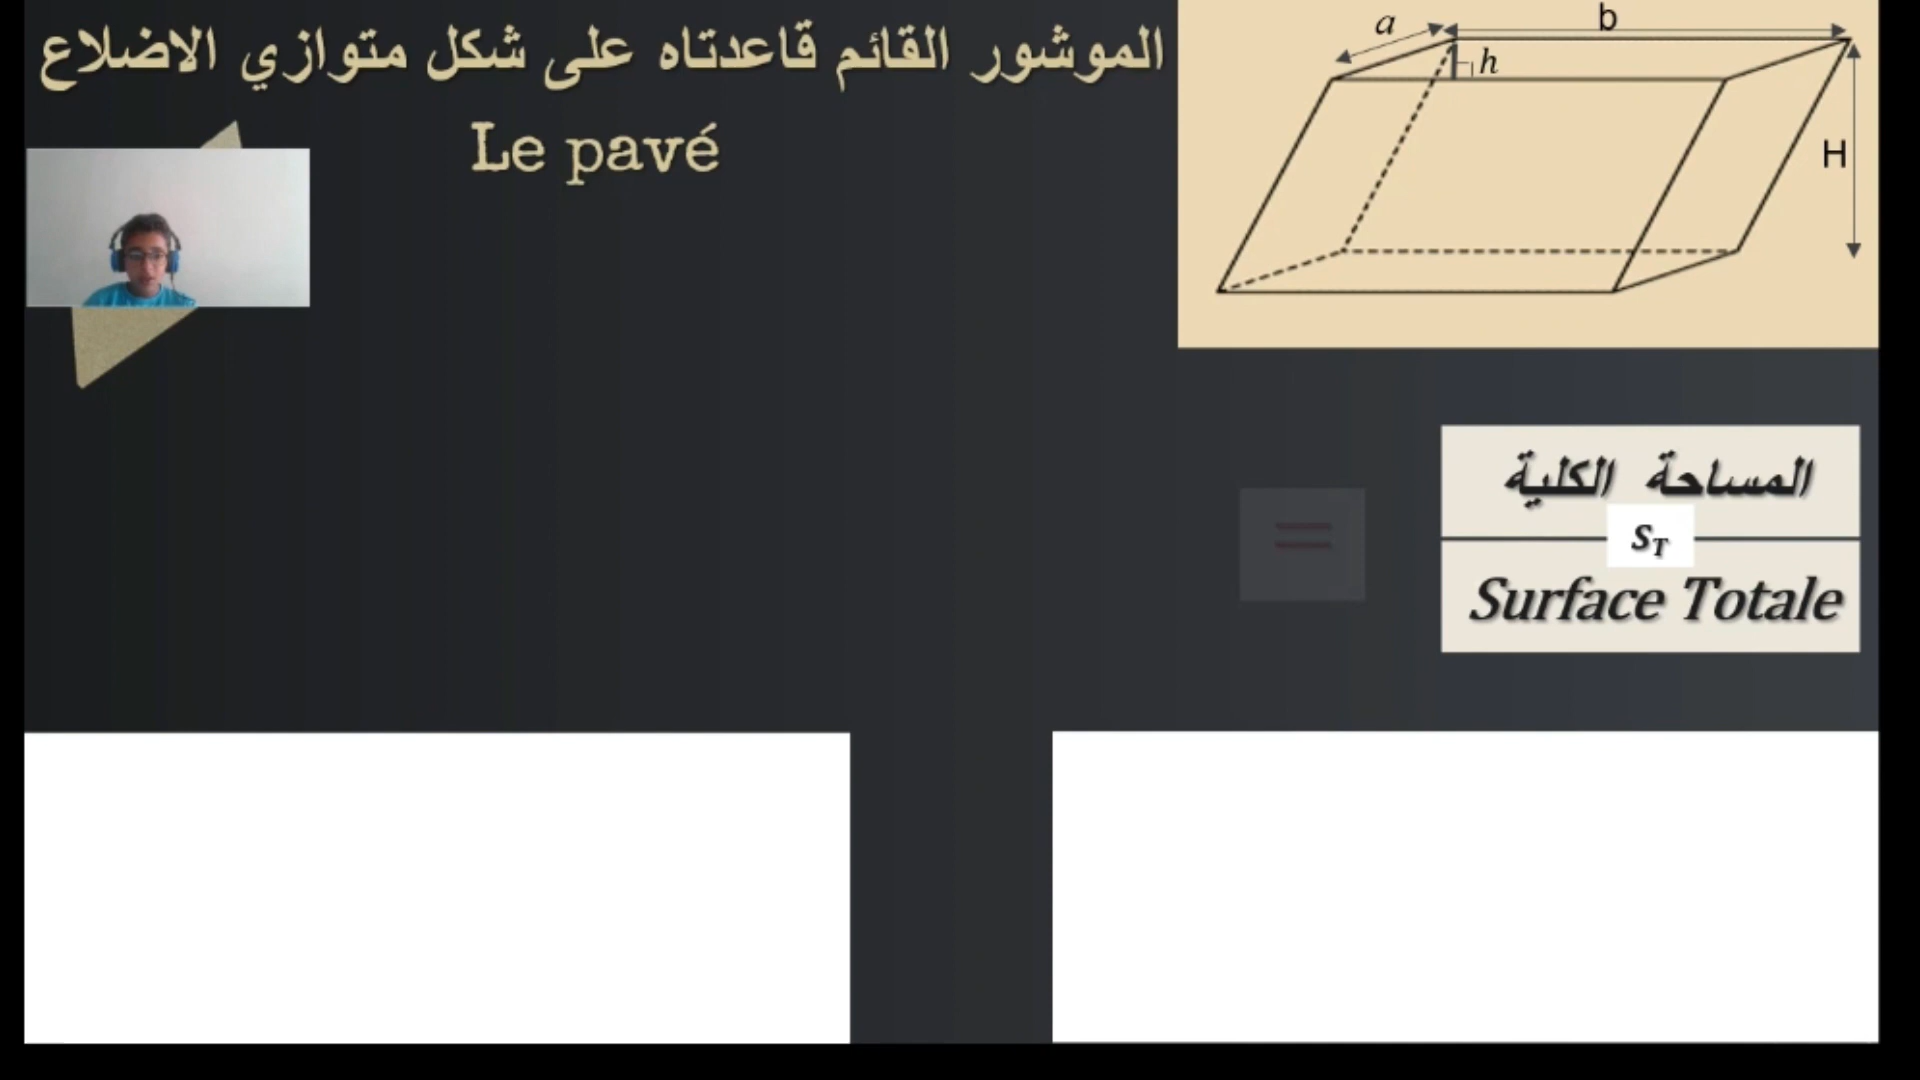 الموشور القائم قاعدتاه على شكل متوازي الاضلاع
Le pavé
a
b
h
H
المساحة الكلية
=
S_T
Surface Totale